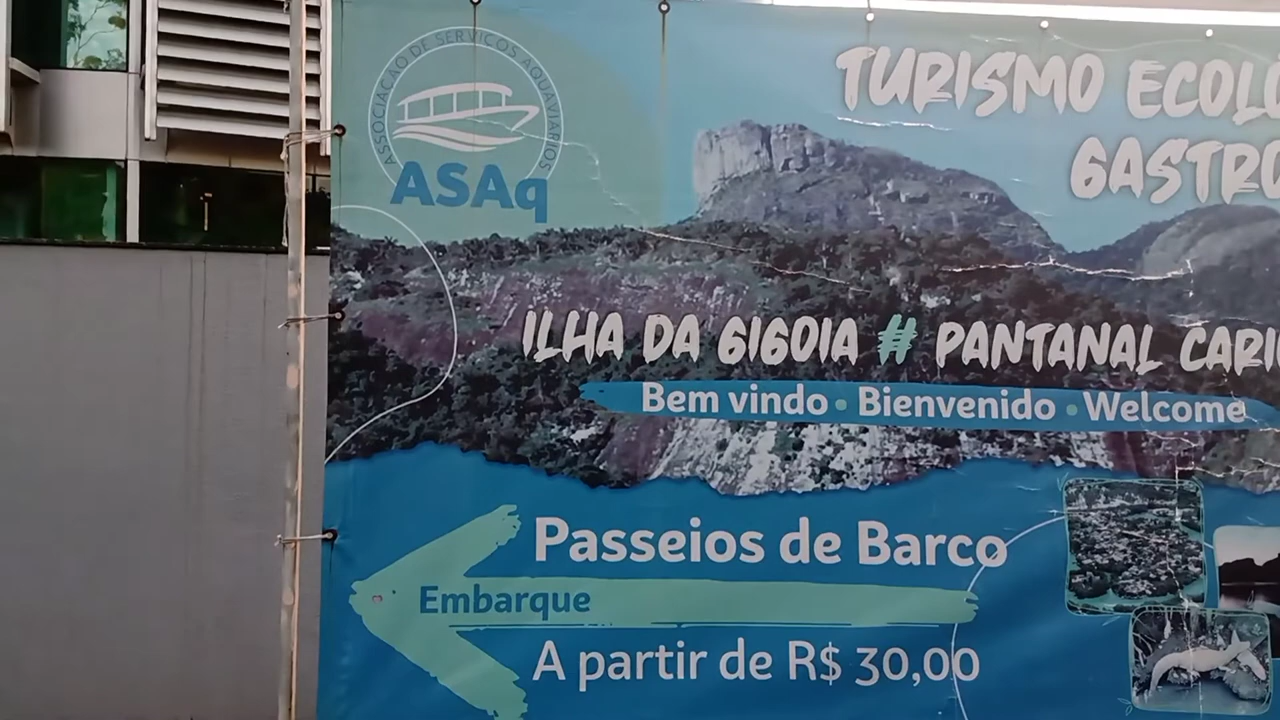 ASSOCIAÇÃO DE SERVIÇOS AQUAVIÁRIOS
ASAq
TURISMO ECOLÓ
GASTRO
ILHA DA GIGOIA # PANTANAL CARI
Bem vindo • Bienvenido • Welcome
Passeios de Barco
Embarque
A partir de R$ 30,00